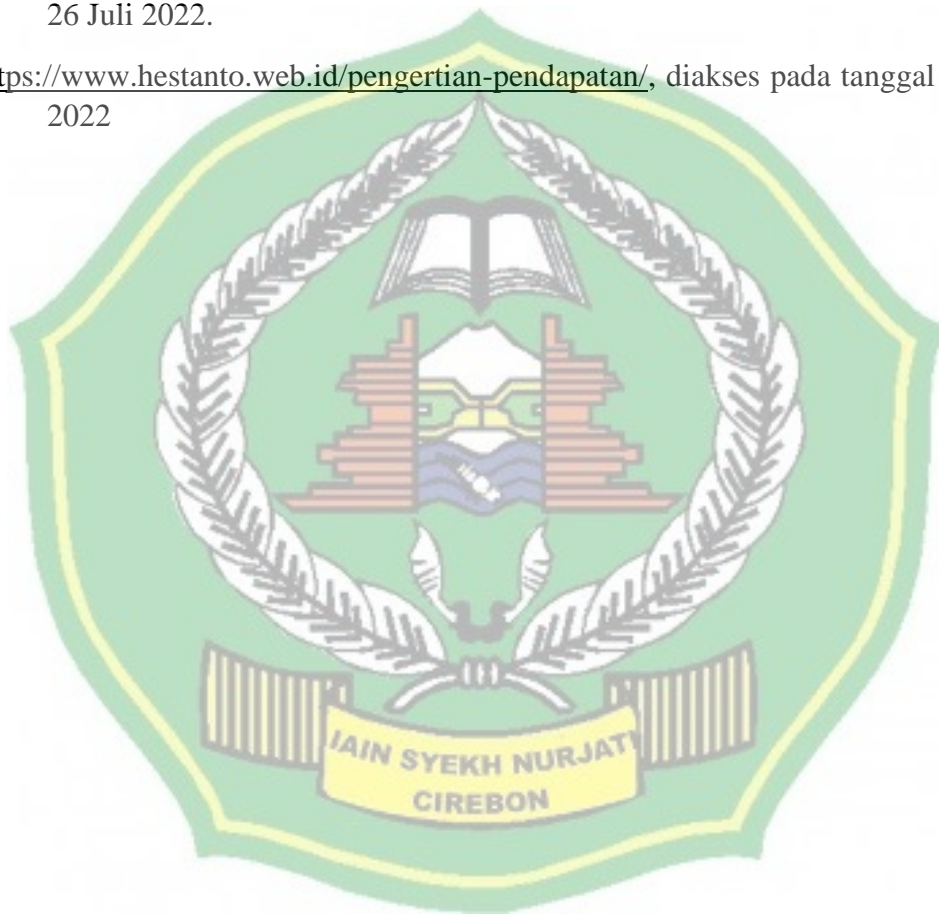 26 Juli 2022.
tps://www.hestanto.web.id/pengertian-pendapatan/, diakses pada tanggal
2022
IAIN SYEKH NURJATI
CIREBON